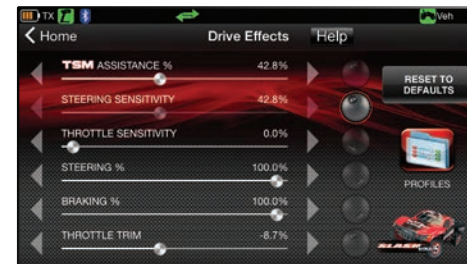 TX Veh
Home Drive Effects Help
TSM ASSISTANCE % 42.8%
RESET TO DEFAULTS
STEERING SENSITIVITY 42.8%
THROTTLE SENSITIVITY 0.0%
STEERING % 100.0%
PROFILES
BRAKING % 100.0%
THROTTLE TRIM -8.7%
SLASH